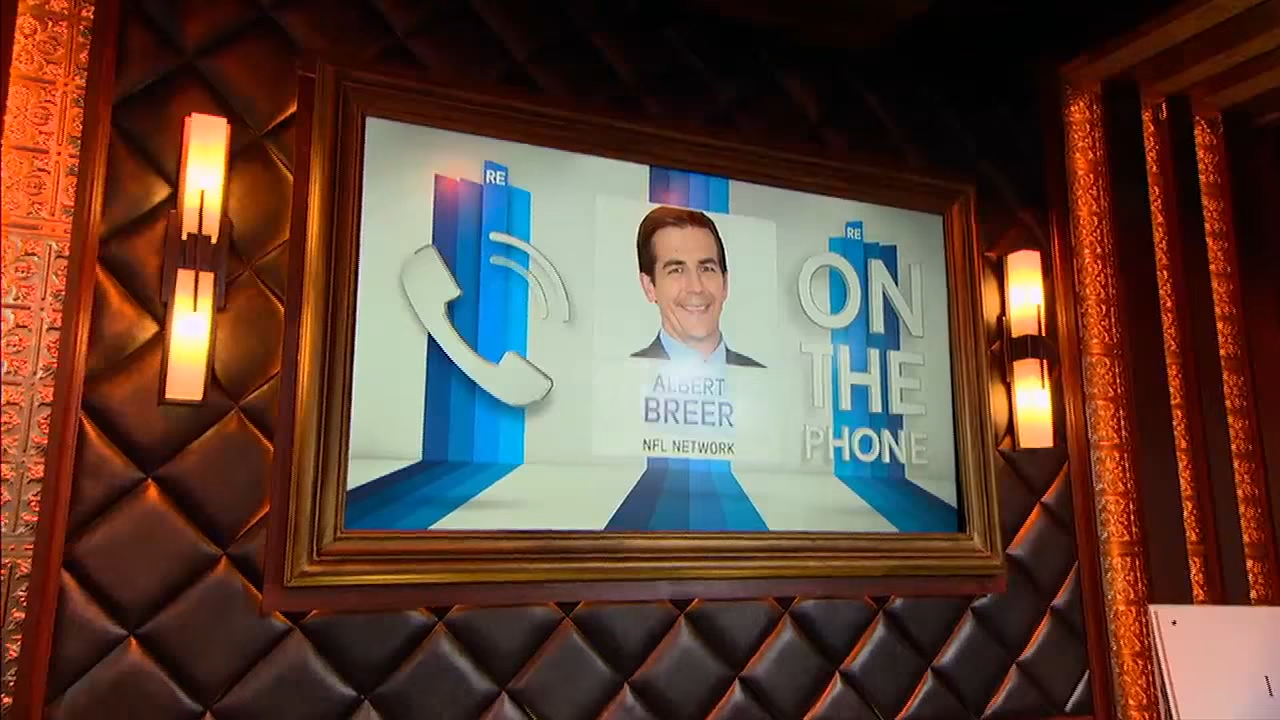 RE
ALBERT
BREER
NFL NETWORK
RE
ON
THE
PHONE